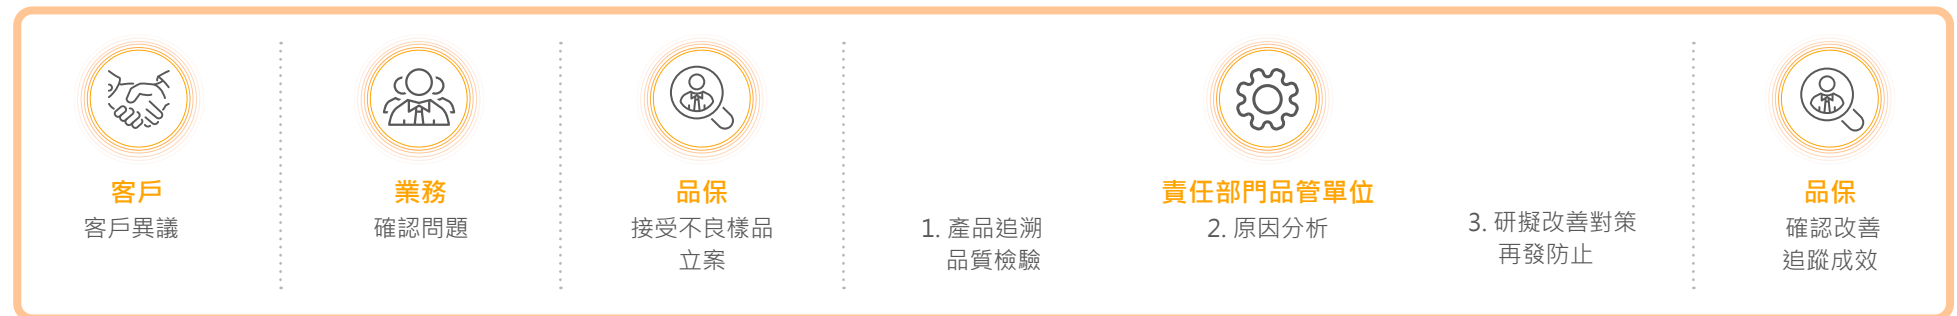 客戶
客戶異議
業務
確認問題
品保
接受不良樣品
立案
責任部門品管單位
1. 產品追溯
品質檢驗
2. 原因分析
3. 研擬改善對策
再發防止
品保
確認改善
追蹤成效